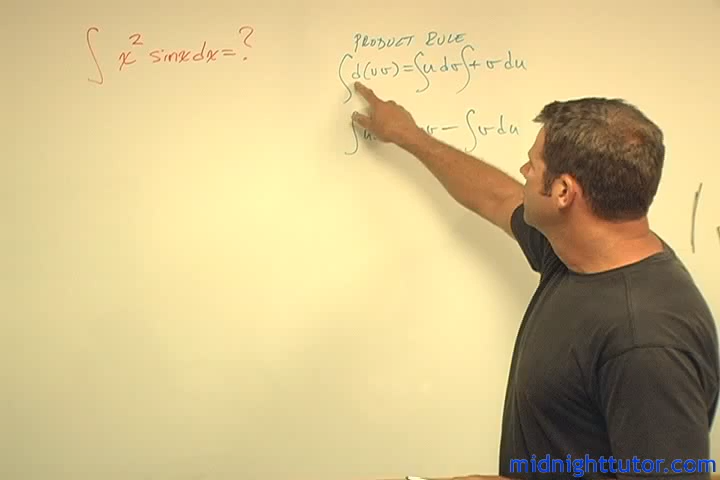 ∫ x² sinx dx = ?
PRODUCT RULE
∫ d(uv) = ∫ u dv ∫ + v du
∫ u v − ∫ v du
midnighttutor.com